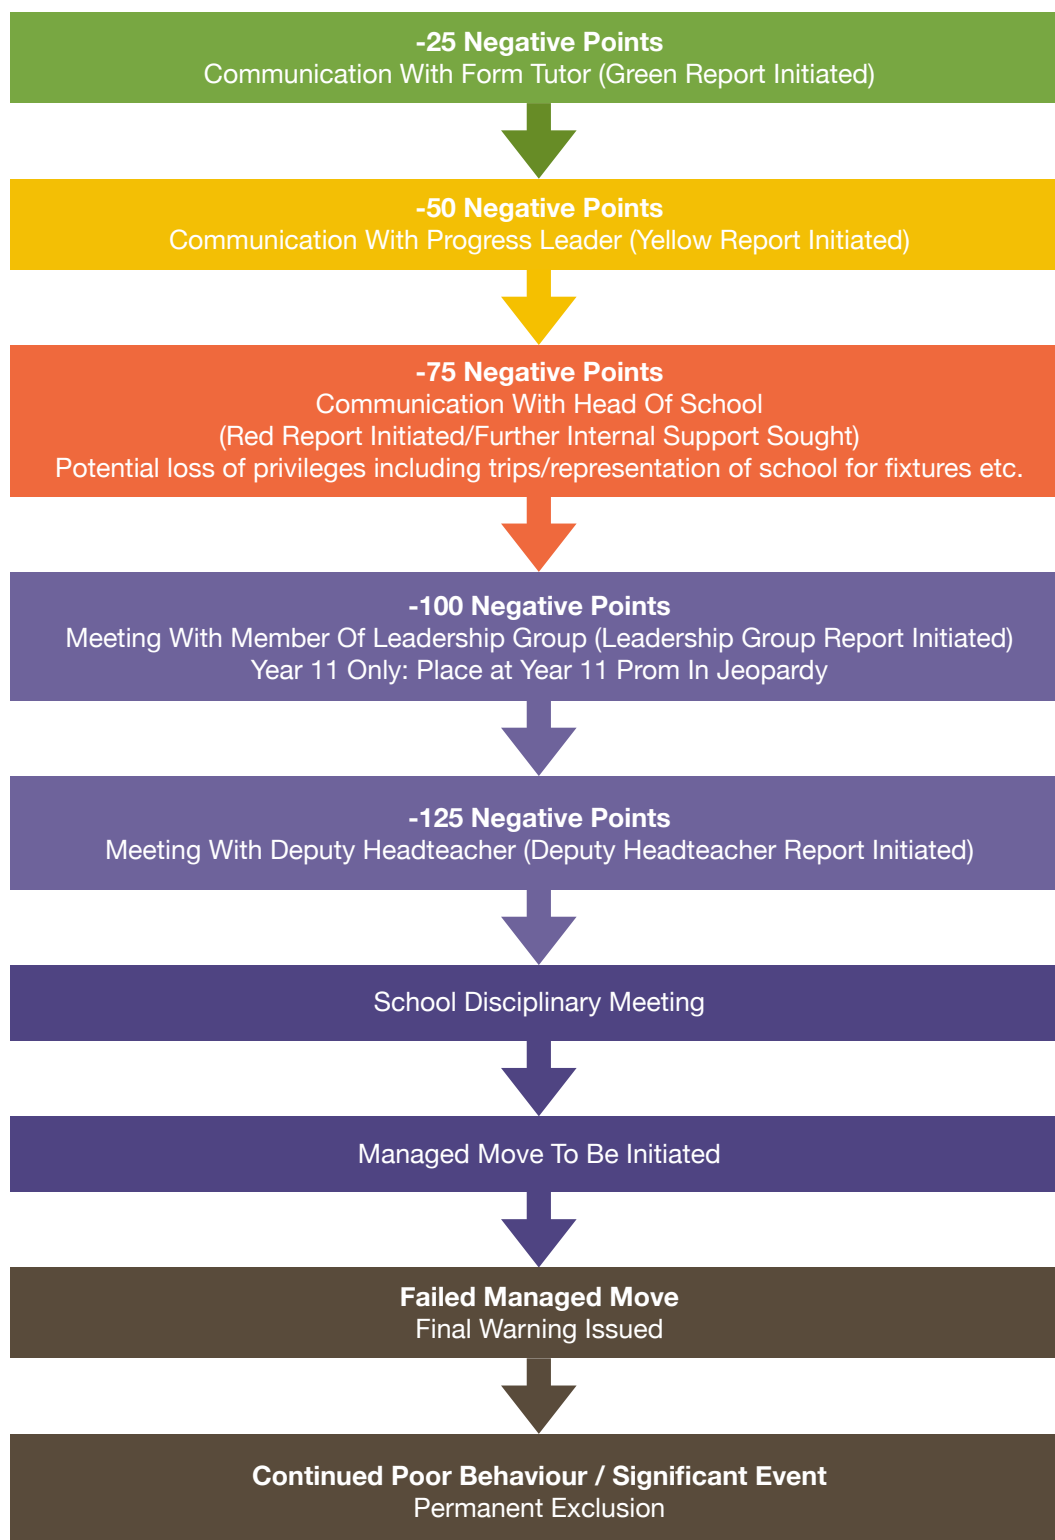 -25 Negative Points
Communication With Form Tutor (Green Report Initiated)
-50 Negative Points
Communication With Progress Leader (Yellow Report Initiated)
-75 Negative Points
Communication With Head Of School
(Red Report Initiated/Further Internal Support Sought)
Potential loss of privileges including trips/representation of school for fixtures etc.
-100 Negative Points
Meeting With Member Of Leadership Group (Leadership Group Report Initiated)
Year 11 Only: Place at Year 11 Prom In Jeopardy
-125 Negative Points
Meeting With Deputy Headteacher (Deputy Headteacher Report Initiated)
School Disciplinary Meeting
Managed Move To Be Initiated
Failed Managed Move
Final Warning Issued
Continued Poor Behaviour / Significant Event
Permanent Exclusion